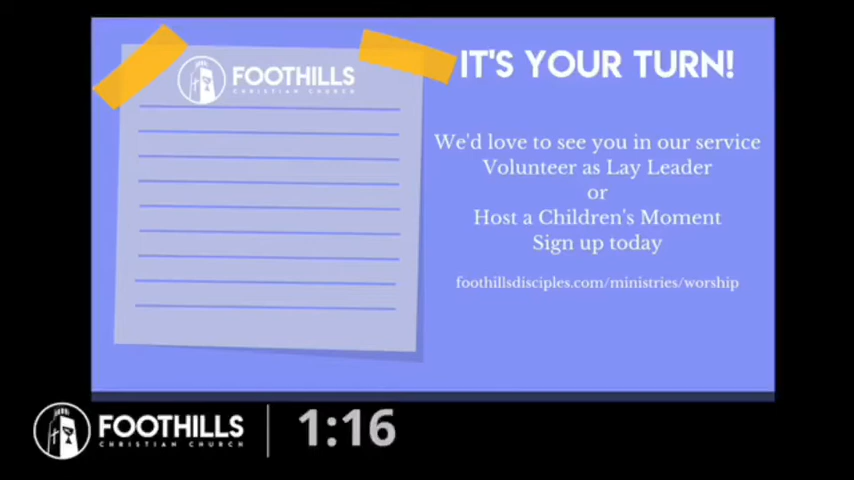 FOOTHILLS
CHRISTIAN CHURCH
IT'S YOUR TURN!
We'd love to see you in our service
Volunteer as Lay Leader
or
Host a Children's Moment
Sign up today
foothillsdisciples.com/ministries/worship
FOOTHILLS
CHRISTIAN CHURCH
1:16